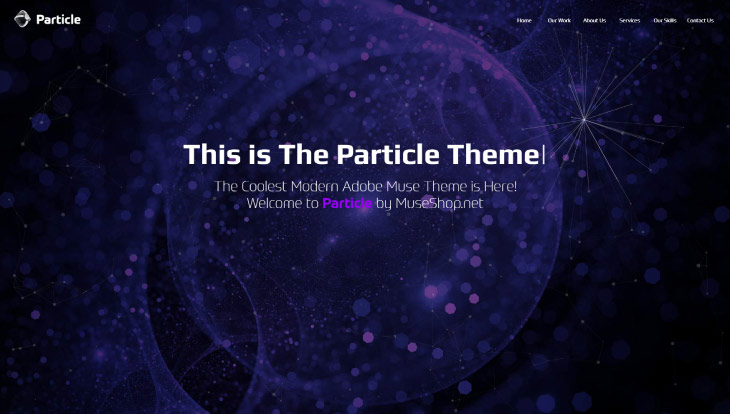 Particle
Home Our Work About Us Services Our Skills Contact Us
This is The Particle Theme|
The Coolest Modern Adobe Muse Theme is Here!
Welcome to Particle by MuseShop.net